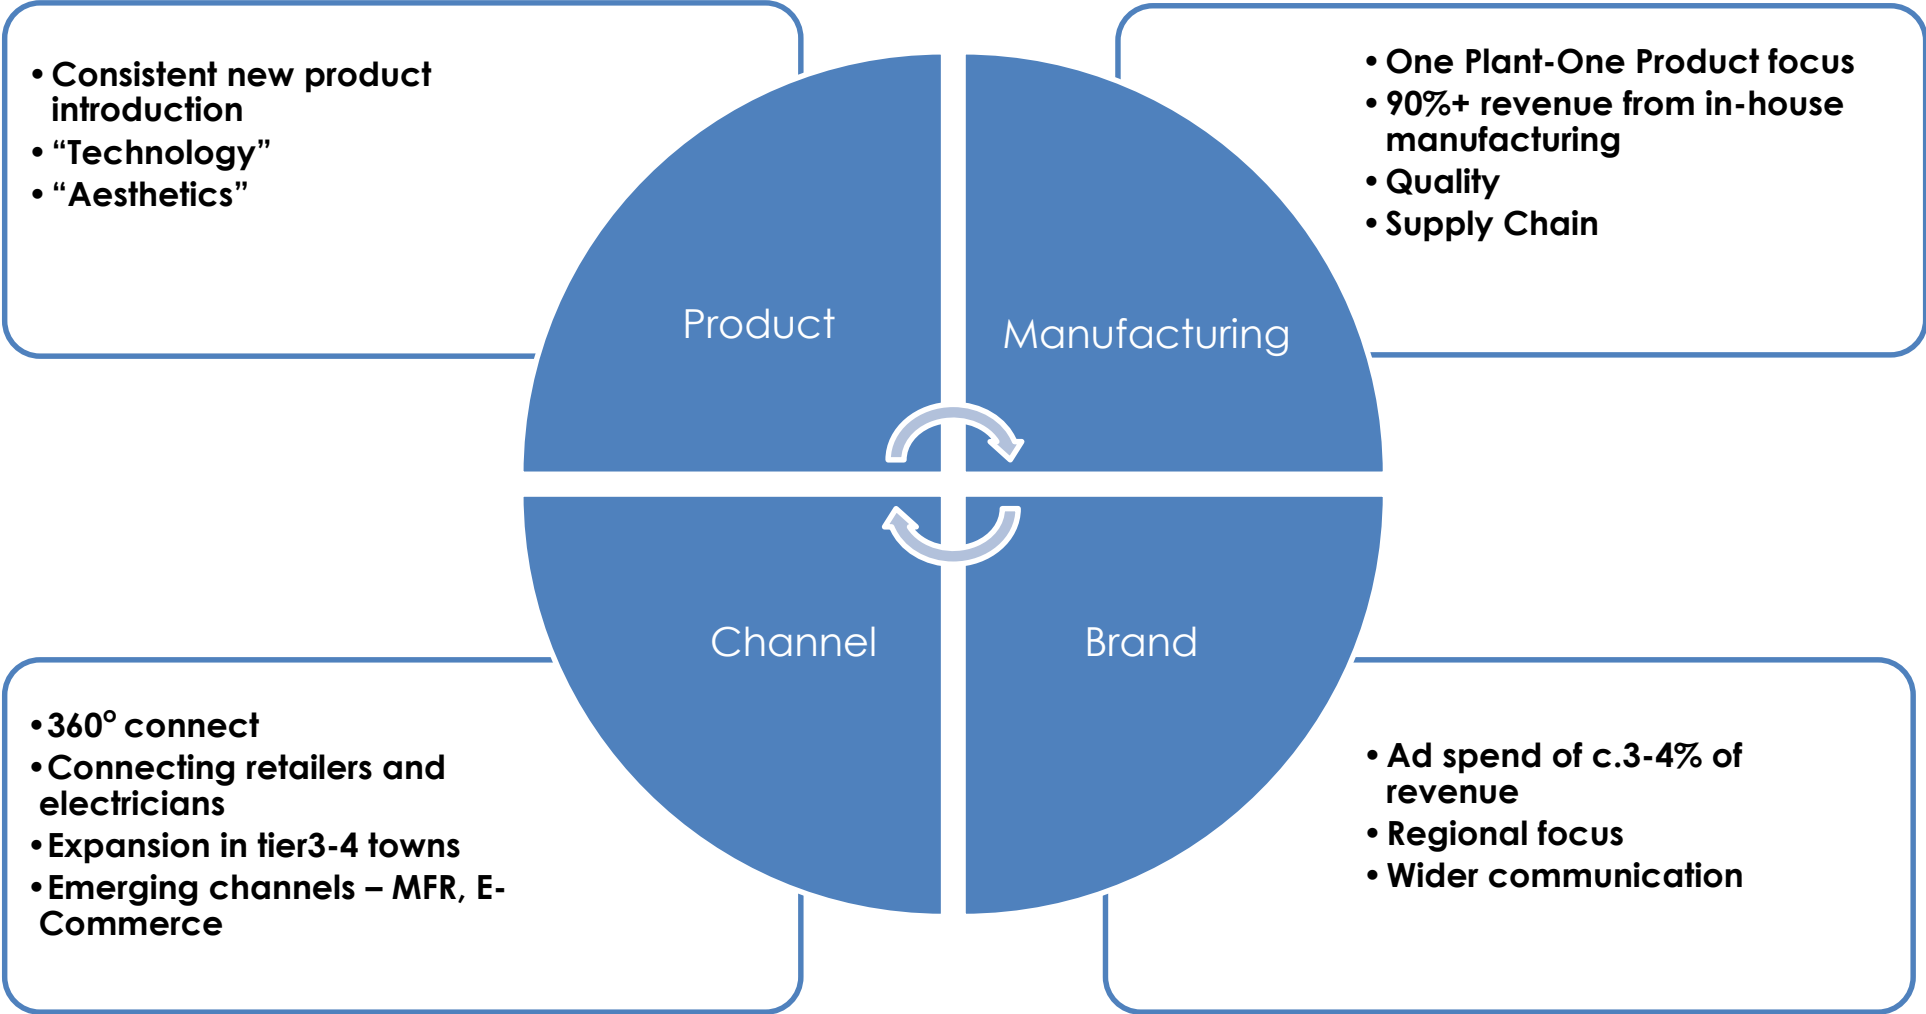 • Consistent new product
introduction
• “Technology”
• “Aesthetics”
• One Plant-One Product focus
• 90%+ revenue from in-house
manufacturing
• Quality
• Supply Chain
Product
Manufacturing
Channel
Brand
• 360° connect
• Connecting retailers and
electricians
• Expansion in tier3-4 towns
• Emerging channels – MFR, E-
Commerce
• Ad spend of c.3-4% of
revenue
• Regional focus
• Wider communication